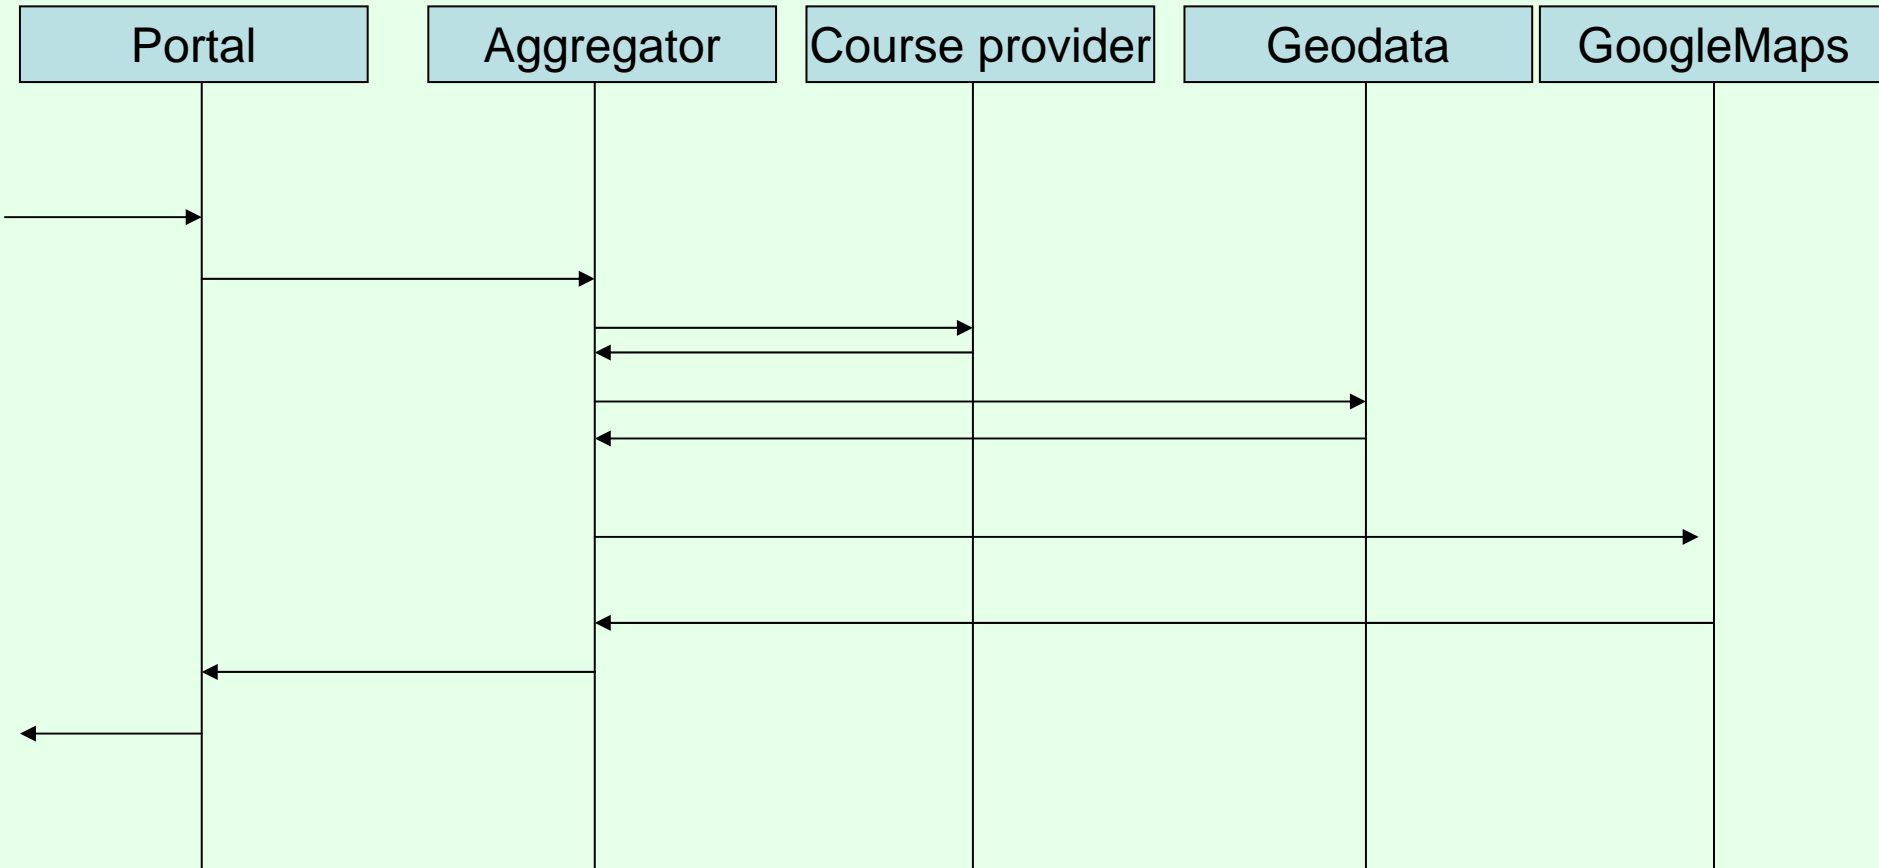 Portal
Aggregator
Course provider
Geodata
GoogleMaps